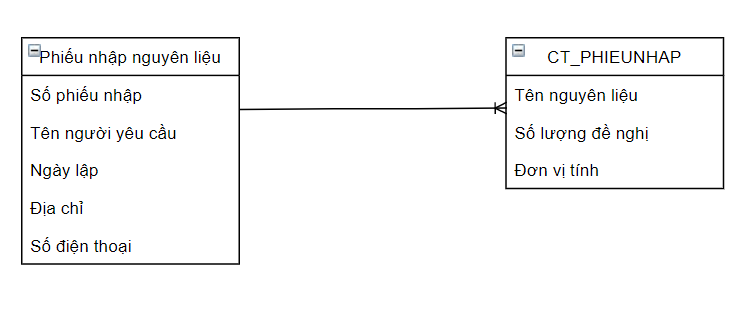 Phiếu nhập nguyên liệu
Số phiếu nhập
Tên người yêu cầu
Ngày lập
Địa chỉ
Số điện thoại
CT_PHIEUNHAP
Tên nguyên liệu
Số lượng đề nghị
Đơn vị tính